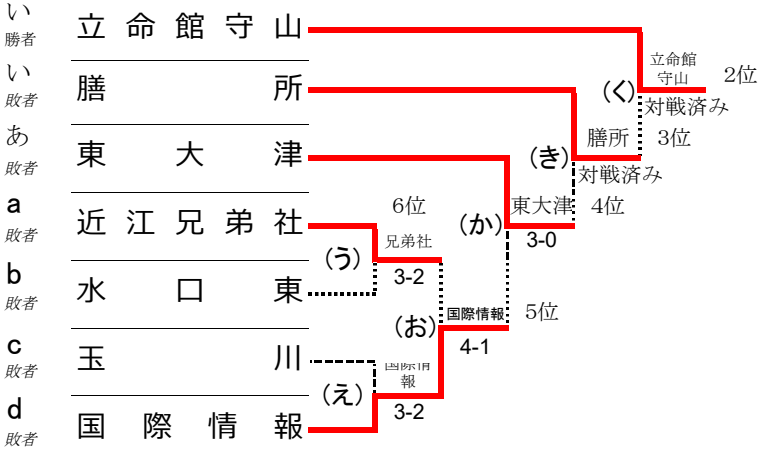 い
勝者
立命館守山
立命館
守山
2位
(く)
対戦済み
い
敗者
膳所
膳所
3位
(き)
対戦済み
あ
敗者
東大津
東大津
4位
(か)
3-0
a
敗者
近江兄弟社
6位
兄弟社
(う)
3-2
b
敗者
水口東
国際情報
5位
(お)
4-1
c
敗者
玉川
国際情
報
(え)
3-2
d
敗者
国際情報